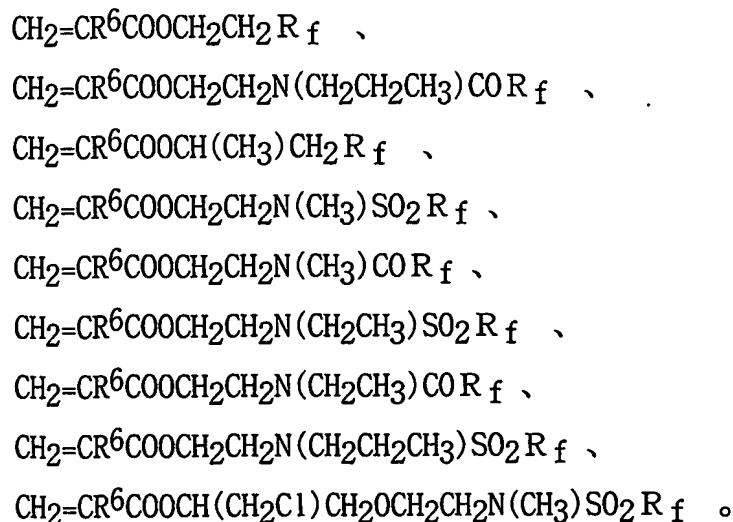 CH2=CR6COOCH2CH2Rf 、
CH2=CR6COOCH2CH2N(CH2CH2CH3)CORf 、
CH2=CR6COOCH(CH3)CH2Rf 、
CH2=CR6COOCH2CH2N(CH3)SO2Rf 、
CH2=CR6COOCH2CH2N(CH3)CORf 、
CH2=CR6COOCH2CH2N(CH2CH3)SO2Rf 、
CH2=CR6COOCH2CH2N(CH2CH3)CORf 、
CH2=CR6COOCH2CH2N(CH2CH2CH3)SO2Rf 、
CH2=CR6COOCH(CH2Cl)CH2OCH2CH2N(CH3)SO2Rf 。